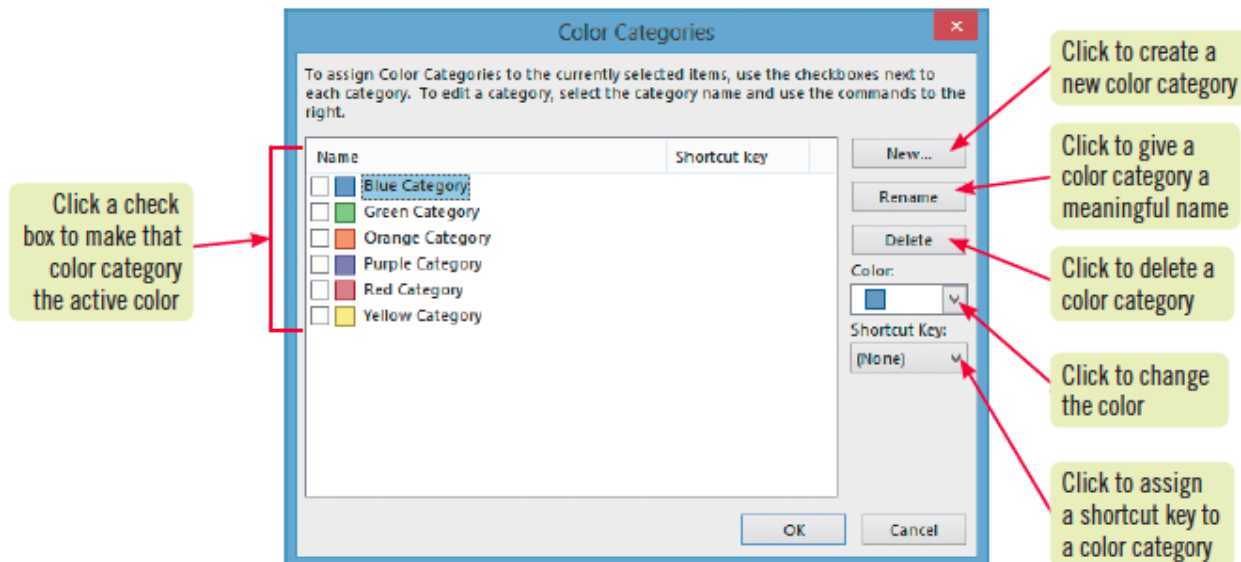 Color Categories
To assign Color Categories to the currently selected items, use the checkboxes next to
each category. To edit a category, select the category name and use the commands to the
right.
Name Shortcut key
Blue Category
Green Category
Orange Category
Purple Category
Red Category
Yellow Category
New...
Rename
Delete
Color:
Shortcut Key:
(None)
OK Cancel
Click a check
box to make that
color category
the active color
Click to create a
new color category
Click to give a
color category a
meaningful name
Click to delete a
color category
Click to change
the color
Click to assign
a shortcut key to
a color category